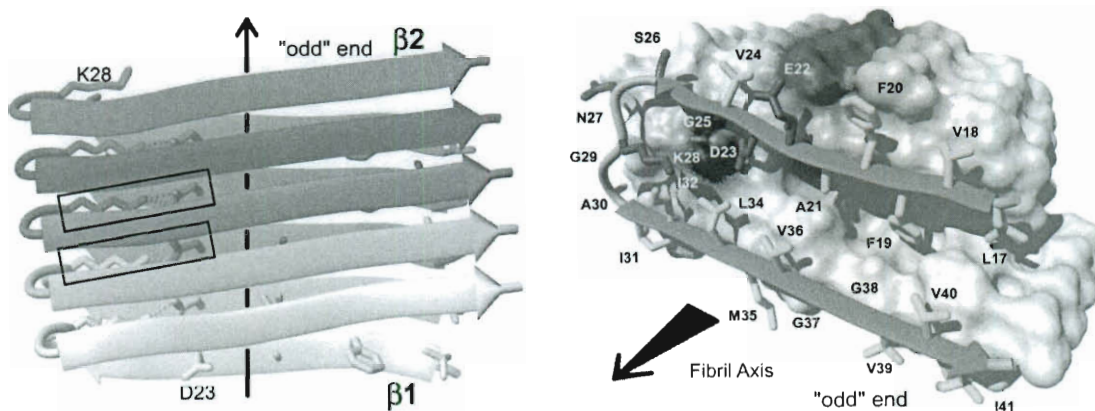 "odd" end
β2
K28
D23
β1
S26
V24
E22
F20
N27
G25
V18
G29
K28
D23
I32
A30
L34
A21
V36
F19
L17
I31
G38
V40
M35
G37
Fibril Axis
V39
"odd" end
I41